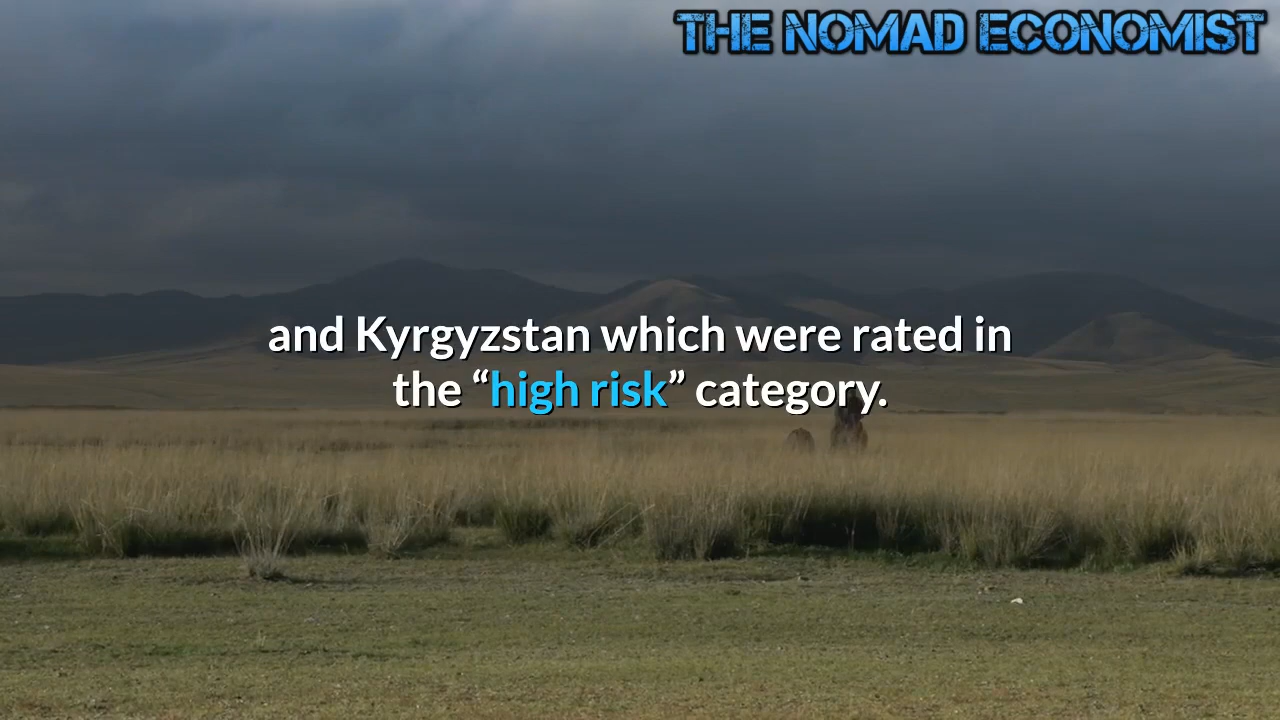 THE NOMAD ECONOMIST
and Kyrgyzstan which were rated in
the “high risk” category.